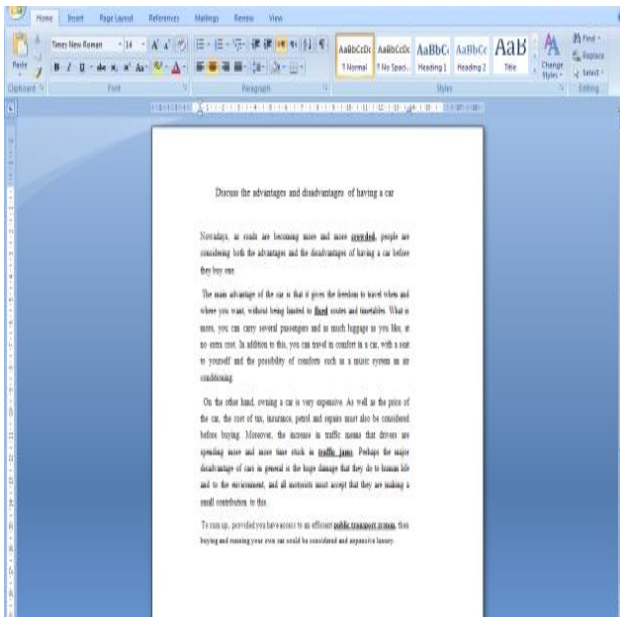 Home Insert Page Layout References Mailings Review View
Times New Roman 14
Find
Paste
AaBbCcDc AaBbCcDc AaBbC AaBbCc AaB
Replace
¶ Normal ¶ No Spaci... Heading 1 Heading 2 Title
Change Styles
Select
Clipboard Font Paragraph Styles Editing
Discuss the advantages and disadvantages of having a car
Nowadays, as roads are becoming more and more crowded, people are
considering both the advantages and the disadvantages of having a car before
they buy one
The main advantage of the car is that it gives the freedom to travel when and
where you want, without being limited to fixed routes and timetables. What is
more, you can carry several passengers and as much luggage as you like, at
no extra cost. In addition to this, you can travel in comfort in a car, with a seat
to yourself and the possibility of comforts such as a music system or air
conditioning.
On the other hand, owning a car is very expensive. As well as the price of
the car, the cost of tax, insurance, petrol and repairs must also be considered
before buying. Moreover, the increase in traffic means that drivers are
spending more and more time stuck in traffic jams. Perhaps the major
disadvantage of cars in general is the huge damage that they do to human life
and to the environment, and all motorists must accept that they are making a
small contribution to this.
To sum up, provided you have access to an efficient public transport system, then
buying and running your own car could be considered and expensive luxury.